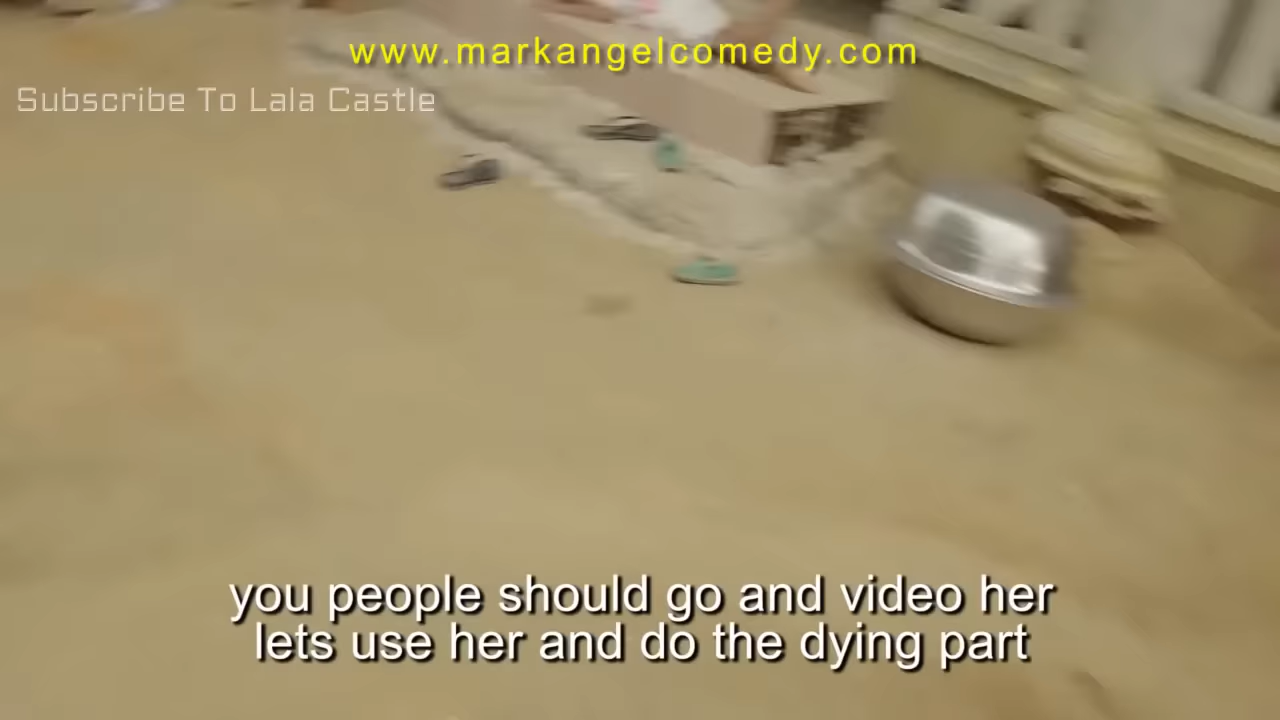 www.markangelcomedy.com
Subscribe To Lala Castle
you people should go and video her
lets use her and do the dying part